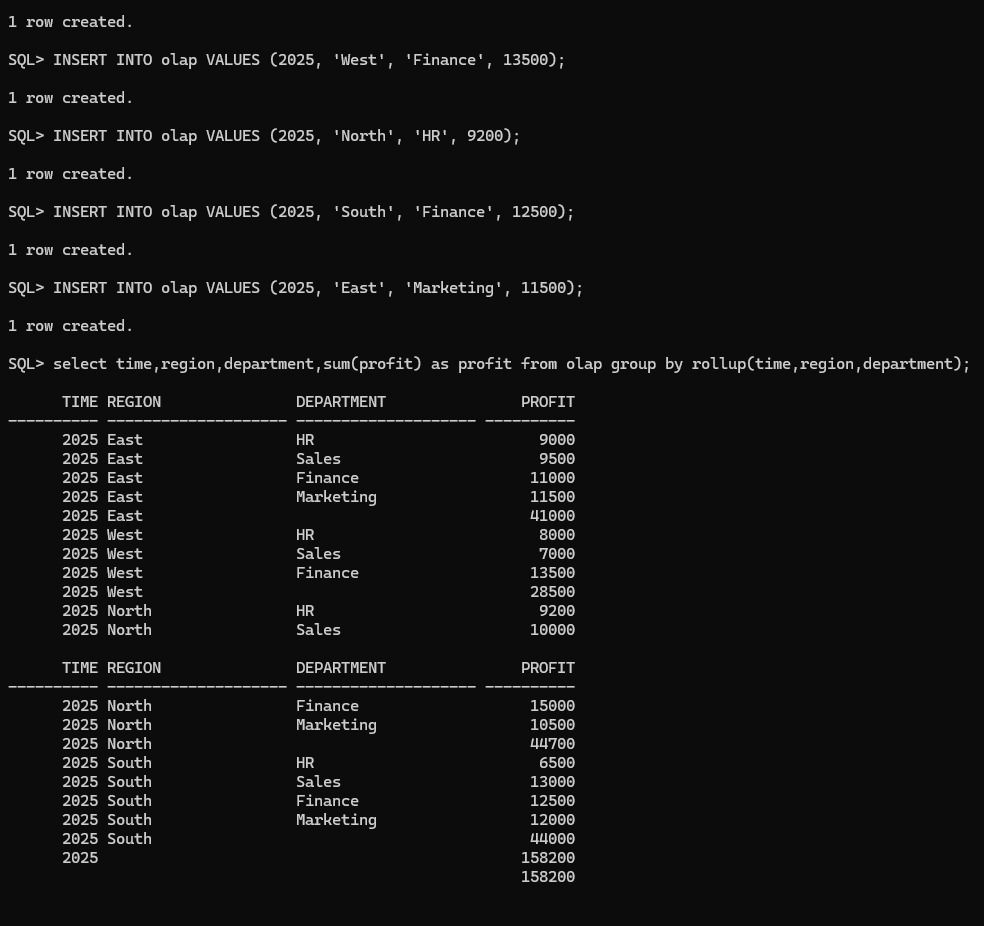 1 row created.
SQL> INSERT INTO olap VALUES (2025, 'West', 'Finance', 13500);
1 row created.
SQL> INSERT INTO olap VALUES (2025, 'North', 'HR', 9200);
1 row created.
SQL> INSERT INTO olap VALUES (2025, 'South', 'Finance', 12500);
1 row created.
SQL> INSERT INTO olap VALUES (2025, 'East', 'Marketing', 11500);
1 row created.
SQL> select time,region,department,sum(profit) as profit from olap group by rollup(time,region,department);
      TIME REGION               DEPARTMENT               PROFIT
---------- -------------------- -------------------- ----------
      2025 East                 HR                         9000
      2025 East                 Sales                      9500
      2025 East                 Finance                   11000
      2025 East                 Marketing                 11500
      2025 East                                           41000
      2025 West                 HR                         8000
      2025 West                 Sales                      7000
      2025 West                 Finance                   13500
      2025 West                                           28500
      2025 North                HR                         9200
      2025 North                Sales                     10000
      TIME REGION               DEPARTMENT               PROFIT
---------- -------------------- -------------------- ----------
      2025 North                Finance                   15000
      2025 North                Marketing                 10500
      2025 North                                          44700
      2025 South                HR                         6500
      2025 South                Sales                     13000
      2025 South                Finance                   12500
      2025 South                Marketing                 12000
      2025 South                                          44000
      2025                                               158200
                                                         158200